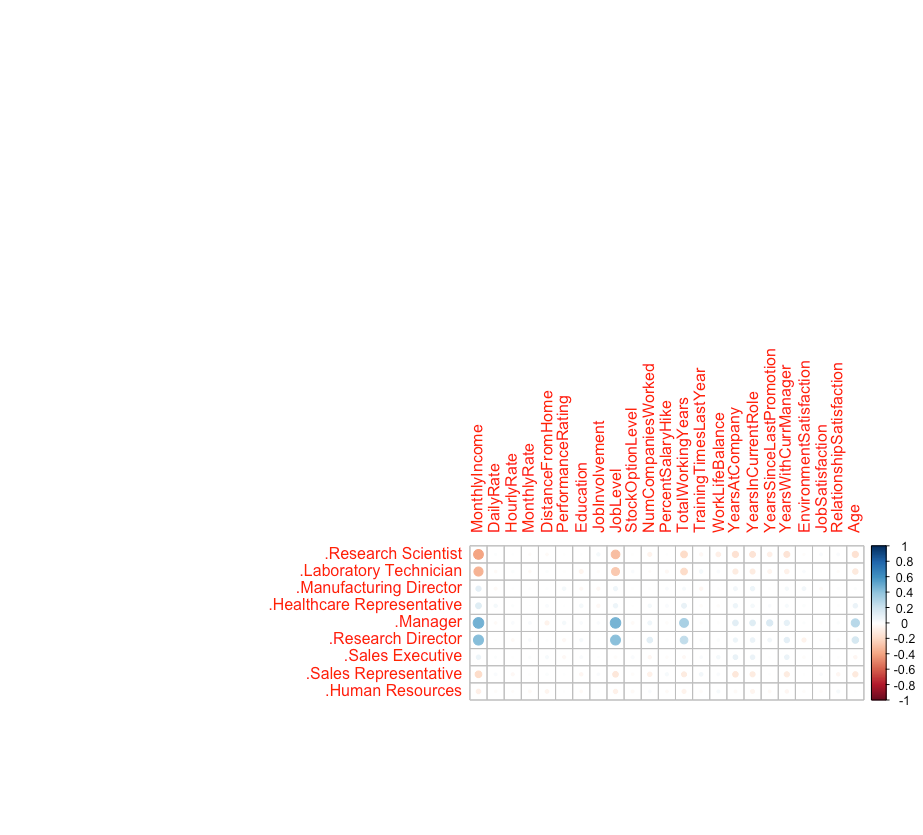 MonthlyIncome
DailyRate
HourlyRate
MonthlyRate
DistanceFromHome
PerformanceRating
Education
JobInvolvement
JobLevel
StockOptionLevel
NumCompaniesWorked
PercentSalaryHike
TotalWorkingYears
TrainingTimesLastYear
WorkLifeBalance
YearsAtCompany
YearsInCurrentRole
YearsSinceLastPromotion
YearsWithCurrManager
EnvironmentSatisfaction
JobSatisfaction
RelationshipSatisfaction
Age
.Research Scientist
.Laboratory Technician
.Manufacturing Director
.Healthcare Representative
.Manager
.Research Director
.Sales Executive
.Sales Representative
.Human Resources
1
0.8
0.6
0.4
0.2
0
-0.2
-0.4
-0.6
-0.8
-1